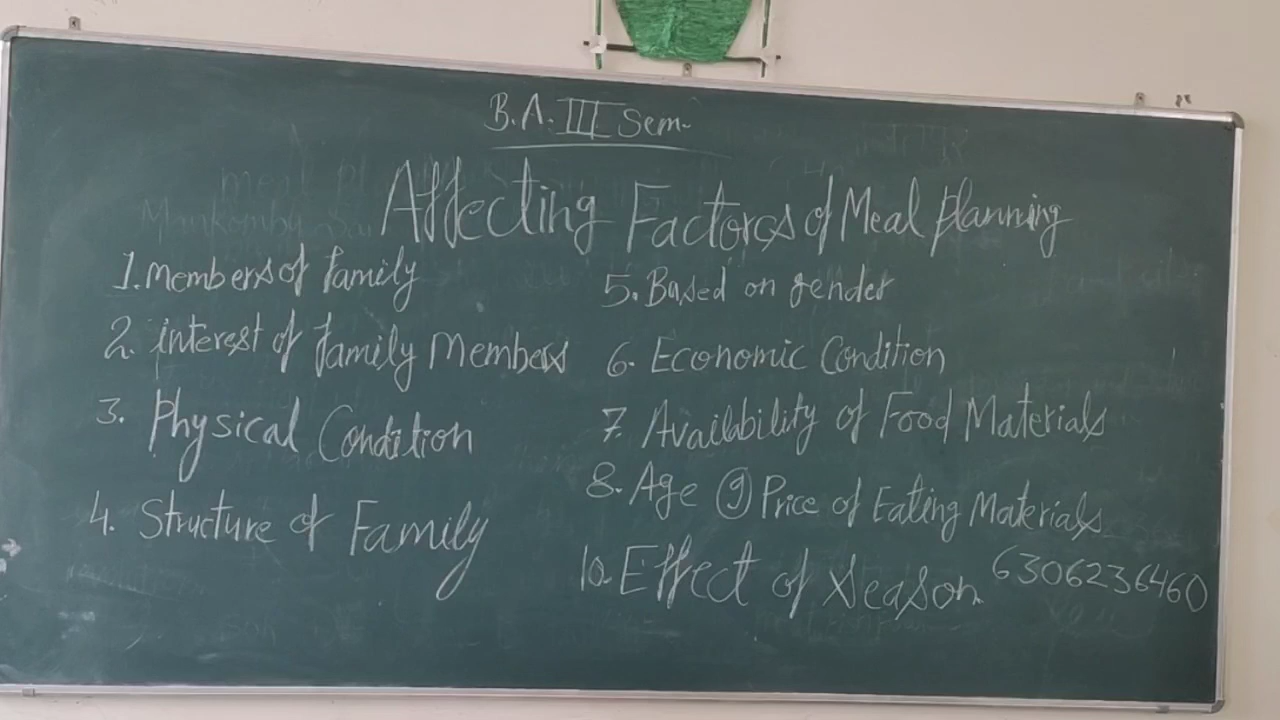 B.A. III Sem.
Affecting Factorcs of Meal Planning
1. Members of family
2. interest of family Members
3. Physical Condition
4. Structure of Family
5. Based on gender
6. Economic Condition
7. Availability of Food Materials
8. Age 9 Price of Eating Materials
10. Effect of Season
6306236460